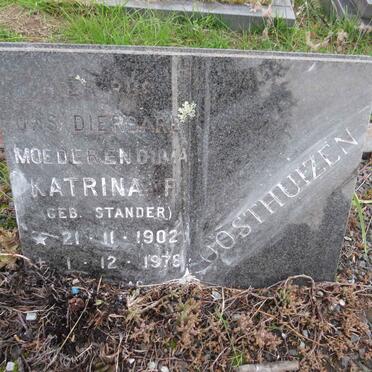 ONS DIERBARE
MOEDER EN OUMA
KATRINA P
(GEB. STANDER)
* 21·11·1902
1·12·1978
OOSTHUIZEN